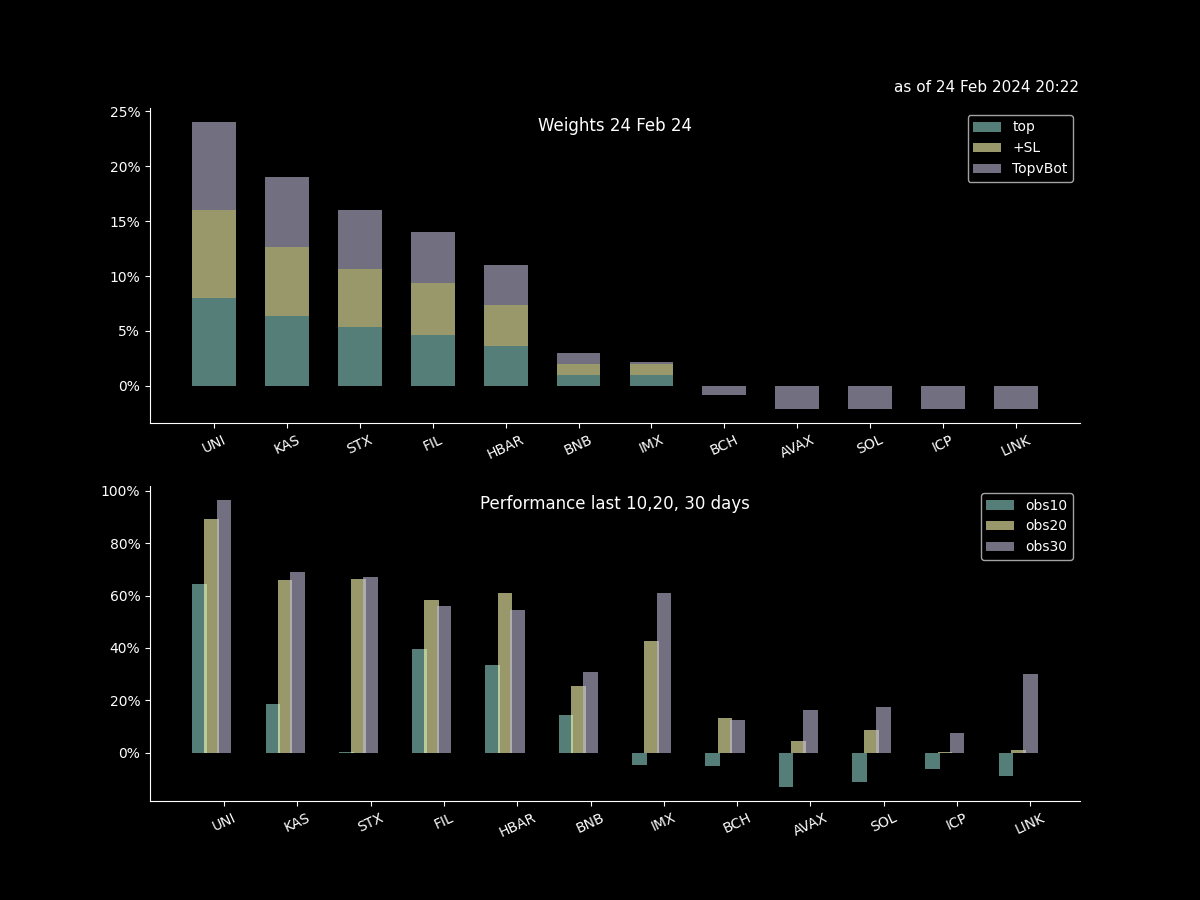 as of 24 Feb 2024 20:22
Weights 24 Feb 24
top
+SL
TopvBot
25%
20%
15%
10%
5%
0%
UNI KAS STX FIL HBAR BNB IMX BCH AVAX SOL ICP LINK
Performance last 10,20, 30 days
obs10
obs20
obs30
100%
80%
60%
40%
20%
0%
UNI KAS STX FIL HBAR BNB IMX BCH AVAX SOL ICP LINK